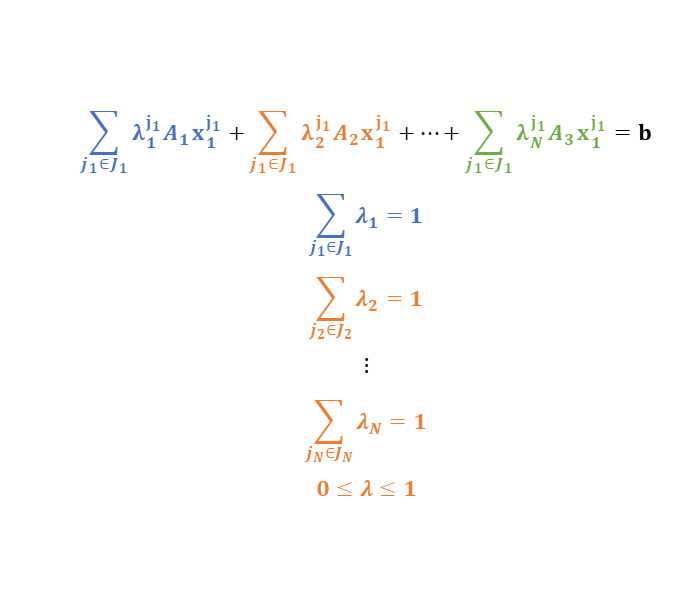 ∑_{j₁∈J₁} λ₁^{j₁} A₁ x₁^{j₁} + ∑_{j₁∈J₁} λ₂^{j₁} A₂ x₁^{j₁} + ⋯ + ∑_{j₁∈J₁} λ_N^{j₁} A₃ x₁^{j₁} = b
∑_{j₁∈J₁} λ₁ = 1
∑_{j₂∈J₂} λ₂ = 1
⋮
∑_{j_N∈J_N} λ_N = 1
0 ≤ λ ≤ 1